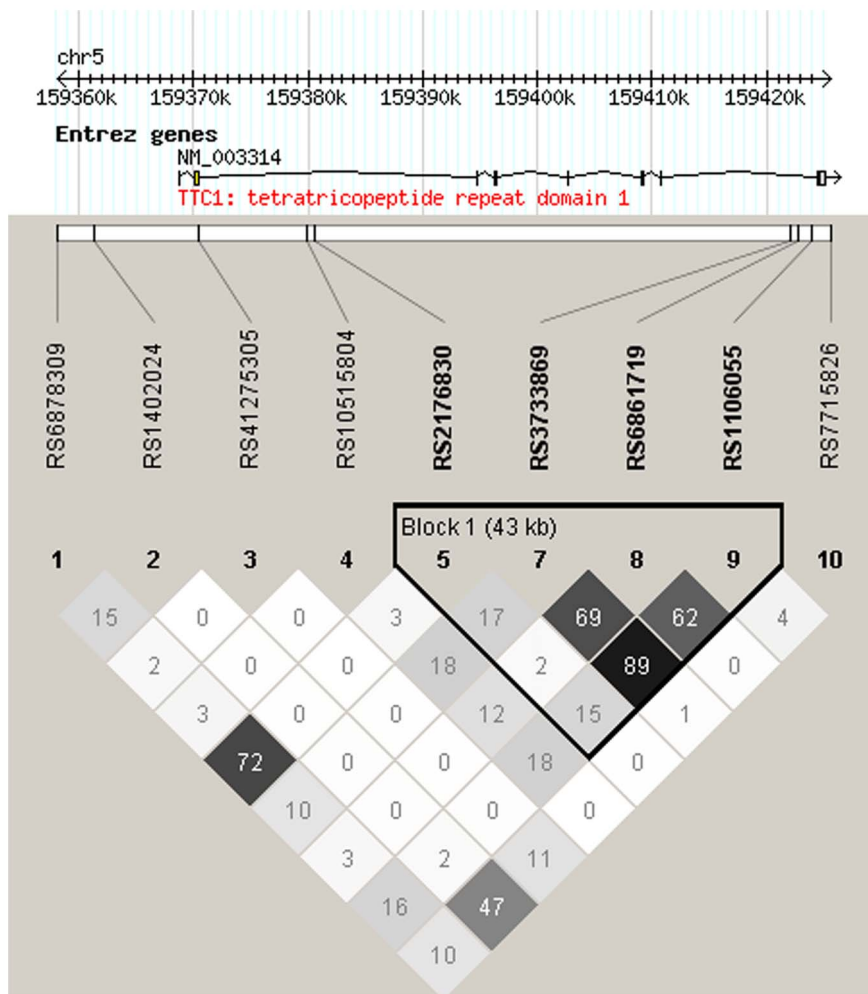 chr5
159360k 159370k 159380k 159390k 159400k 159410k 159420k
Entrez genes
NM_003314
TTC1: tetratricopeptide repeat domain 1
RS6878309 RS1402024 RS41275305 RS10515804 RS2176830 RS3733869 RS6861719 RS1106055 RS7715826
Block 1 (43 kb)
1 2 3 4 5 7 8 9 10
15 0 0 3 17 69 62 4
2 0 0 18 2 89 0
3 0 0 12 15 1
72 0 0 18 0
10 0 0 0
3 2 11
16 47
10